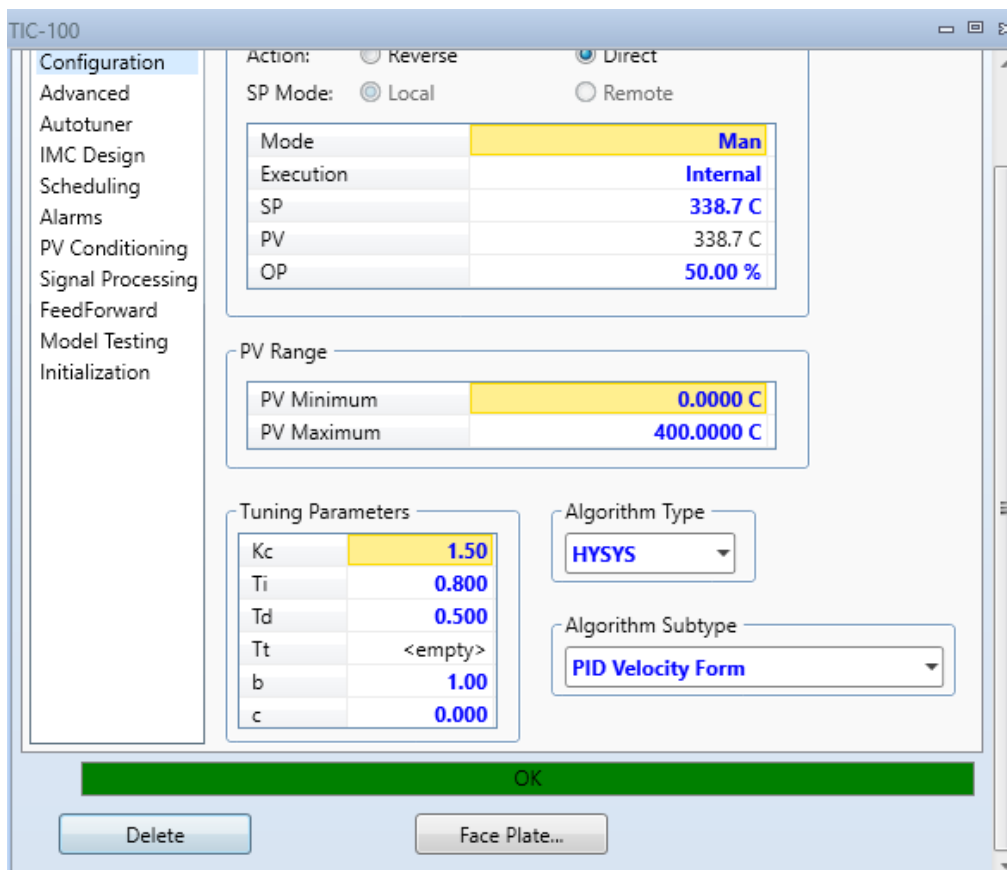 TIC-100
Configuration
Advanced
Autotuner
IMC Design
Scheduling
Alarms
PV Conditioning
Signal Processing
FeedForward
Model Testing
Initialization
Action: Reverse Direct
SP Mode: Local Remote
Mode Man
Execution Internal
SP 338.7 C
PV 338.7 C
OP 50.00 %
PV Range
PV Minimum 0.0000 C
PV Maximum 400.0000 C
Tuning Parameters
Kc 1.50
Ti 0.800
Td 0.500
Tt <empty>
b 1.00
c 0.000
Algorithm Type
HYSYS
Algorithm Subtype
PID Velocity Form
OK
Delete Face Plate...